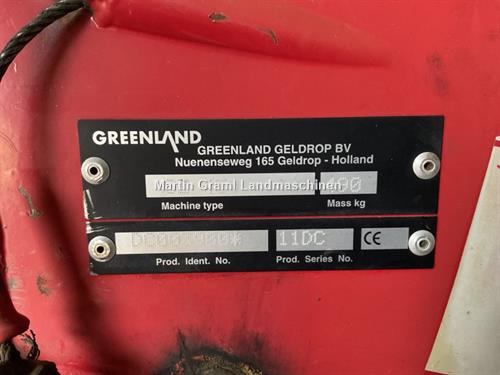 GREENLAND
GREENLAND GELDROP BV
Nuenenseweg 165 Geldrop - Holland
Martin Graml Landmaschinen
Machine type
Mass kg
11DC
CE
Prod. Ident. No.
Prod. Series No.